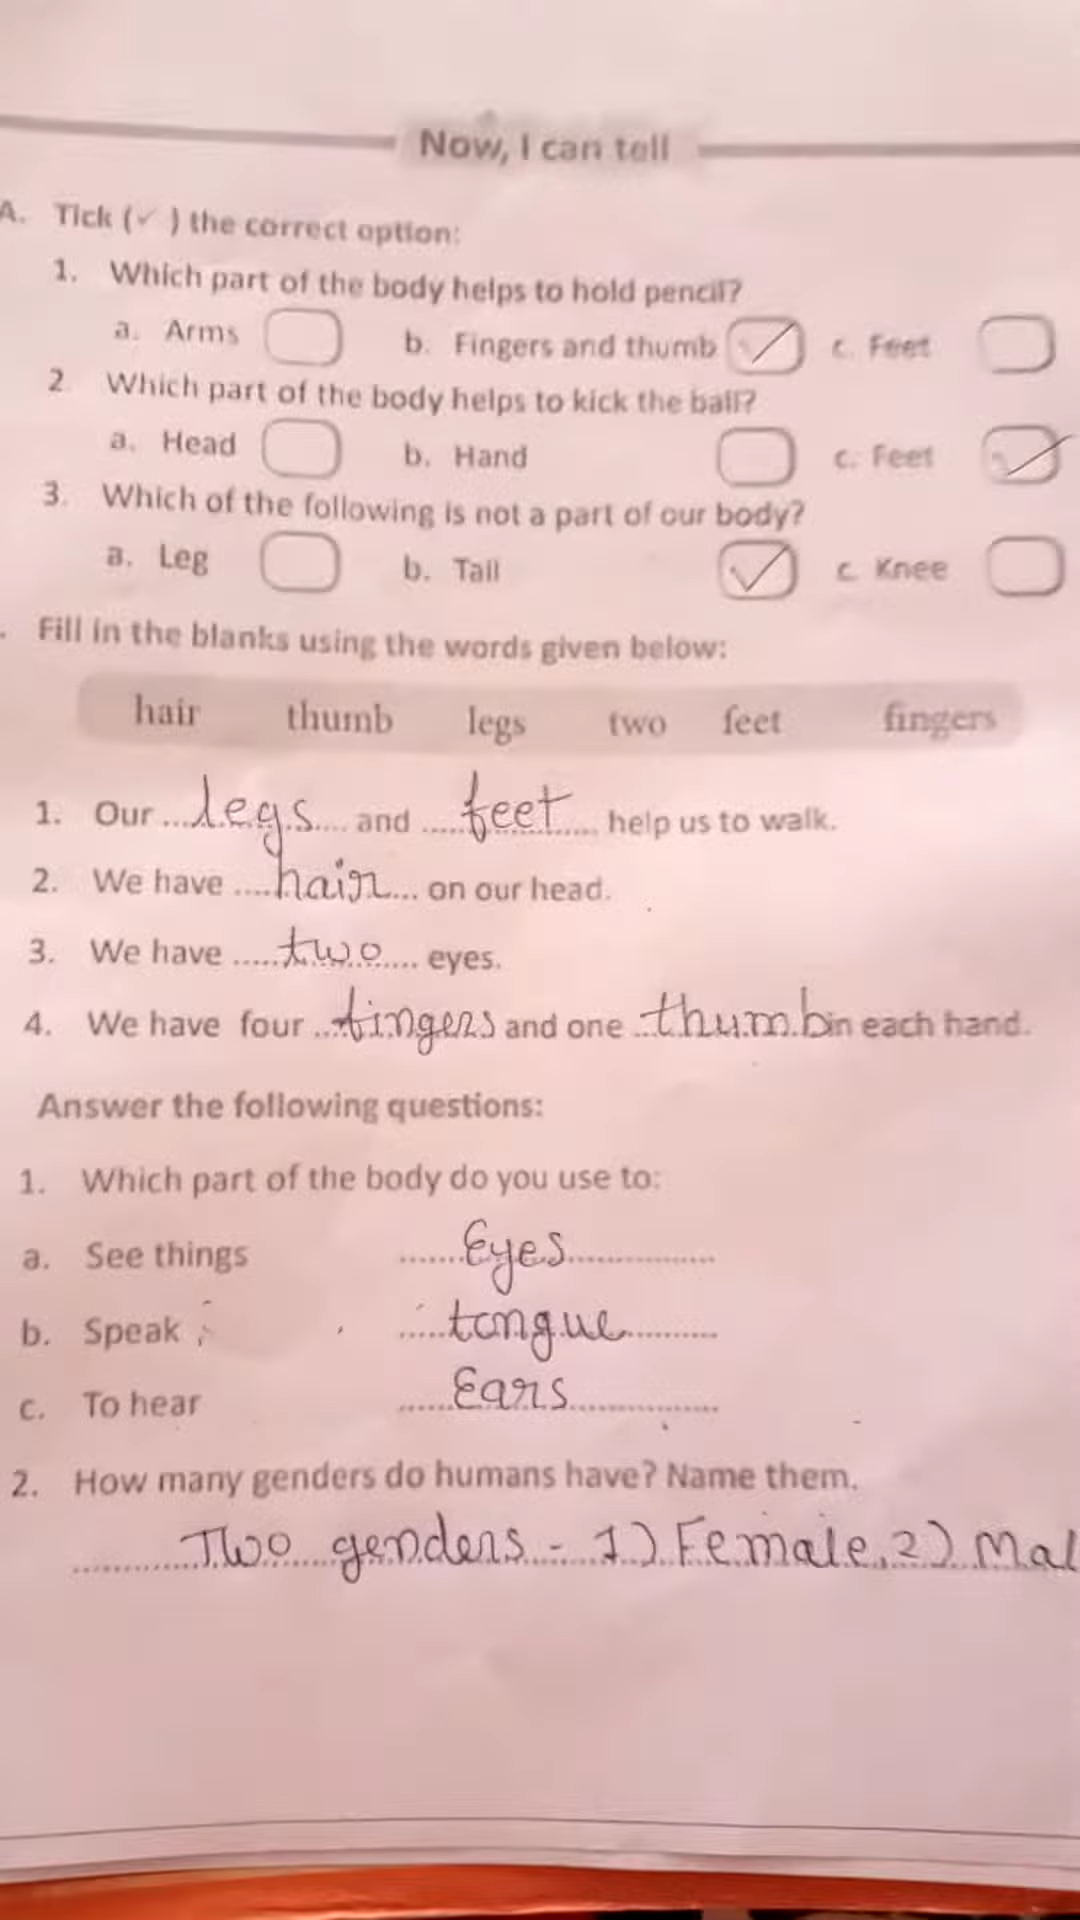 Now, I can tell
A. Tick (✓) the correct option:
1. Which part of the body helps to hold pencil?
a. Arms b. Fingers and thumb ✓ c. Feet
2 Which part of the body helps to kick the ball?
a. Head b. Hand c. Feet ✓
3. Which of the following is not a part of our body?
a. Leg b. Tail ✓ c. Knee
. Fill in the blanks using the words given below:
hair thumb legs two feet fingers
1. Our ...legs... and ...feet... help us to walk.
2. We have ...hair... on our head.
3. We have ...two... eyes.
4. We have four ...fingers and one ...thumb in each hand.
Answer the following questions:
1. Which part of the body do you use to:
a. See things ...Eyes...
b. Speak ...tongue...
c. To hear ...Ears...
2. How many genders do humans have? Name them.
...Two genders - 1) Female, 2) Mal